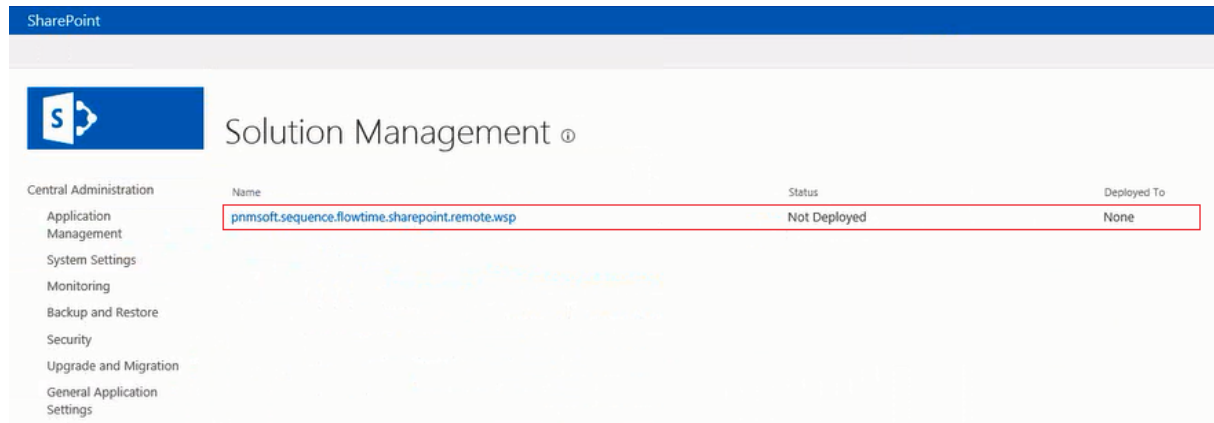 SharePoint
S
Solution Management
Central Administration
Name Status Deployed To
Application
Management
pnmsoft.sequence.flowtime.sharepoint.remote.wsp Not Deployed None
System Settings
Monitoring
Backup and Restore
Security
Upgrade and Migration
General Application
Settings